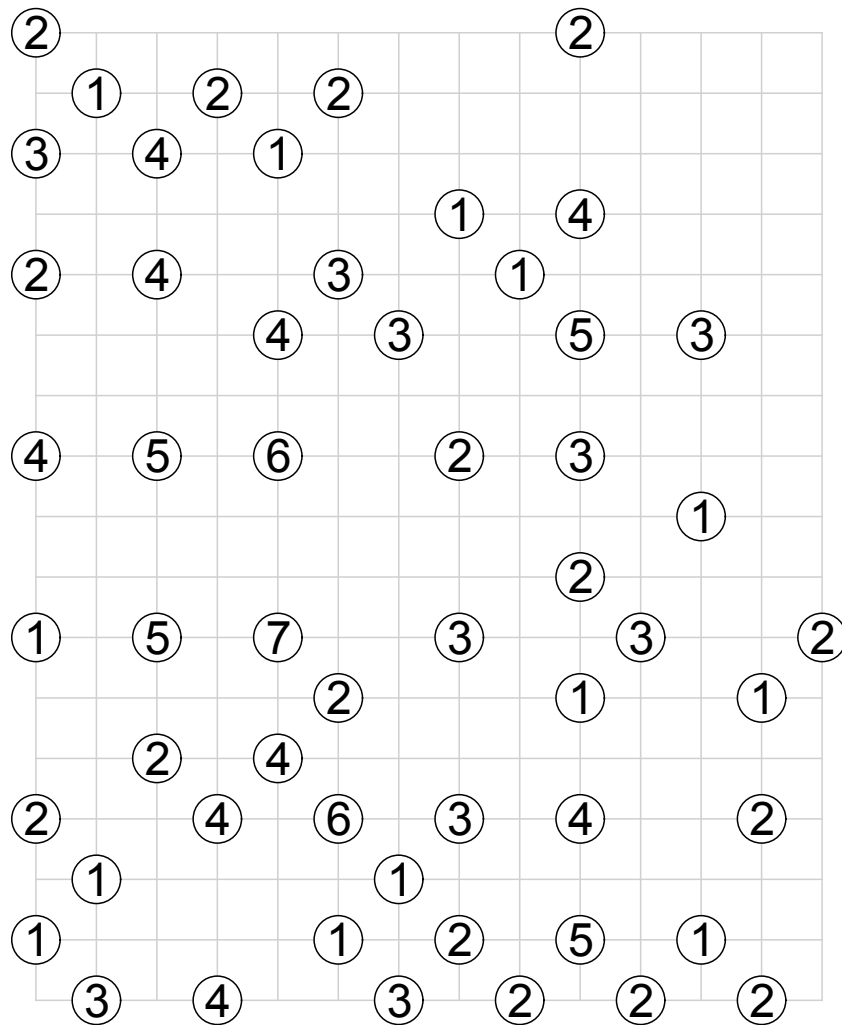 2 2
1 2 2
3 4 1
1 4
2 4 3 1
4 3 5 3
4 5 6 2 3
1
2
1 5 7 3 3 2
2 1 1
2 4
2 4 6 3 4 2
1 1
1 1 2 5 1
3 4 3 2 2 2